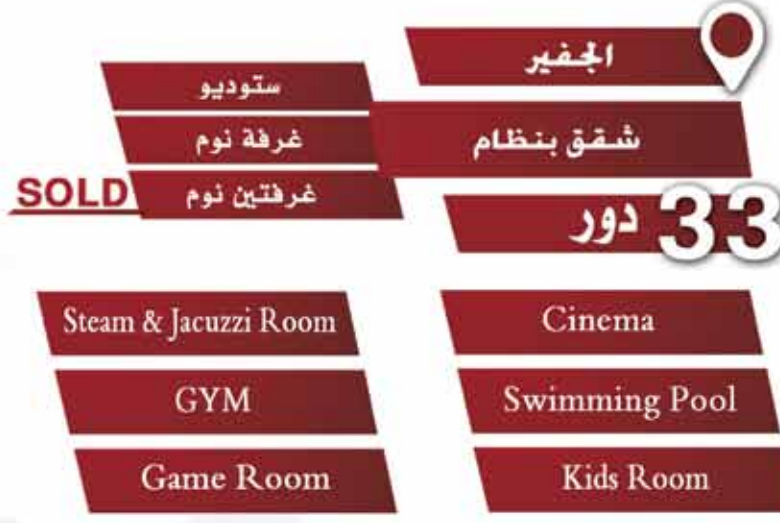 الجفير
شقق بنظام
ستوديو
غرفة نوم
غرفتين نوم
SOLD
33 دور
Steam & Jacuzzi Room
Cinema
GYM
Swimming Pool
Game Room
Kids Room